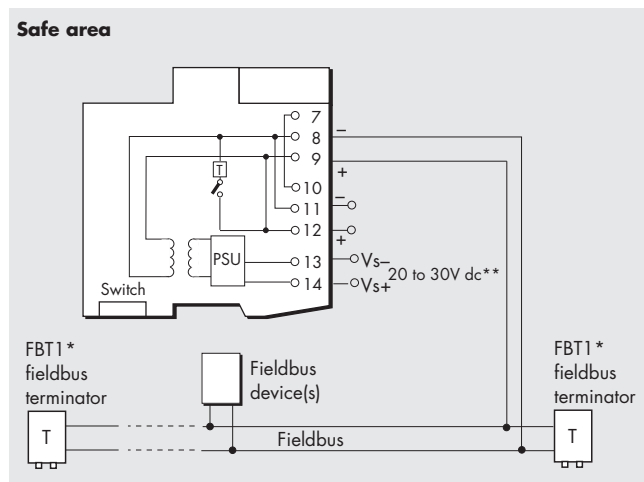 Safe area
7
8
–
9
+
T
10
–
11
12
+
PSU
13
Vs–
20 to 30V dc**
14
Vs+
Switch
FBT1*
fieldbus
terminator
Fieldbus
device(s)
FBT1*
fieldbus
terminator
T
Fieldbus
T